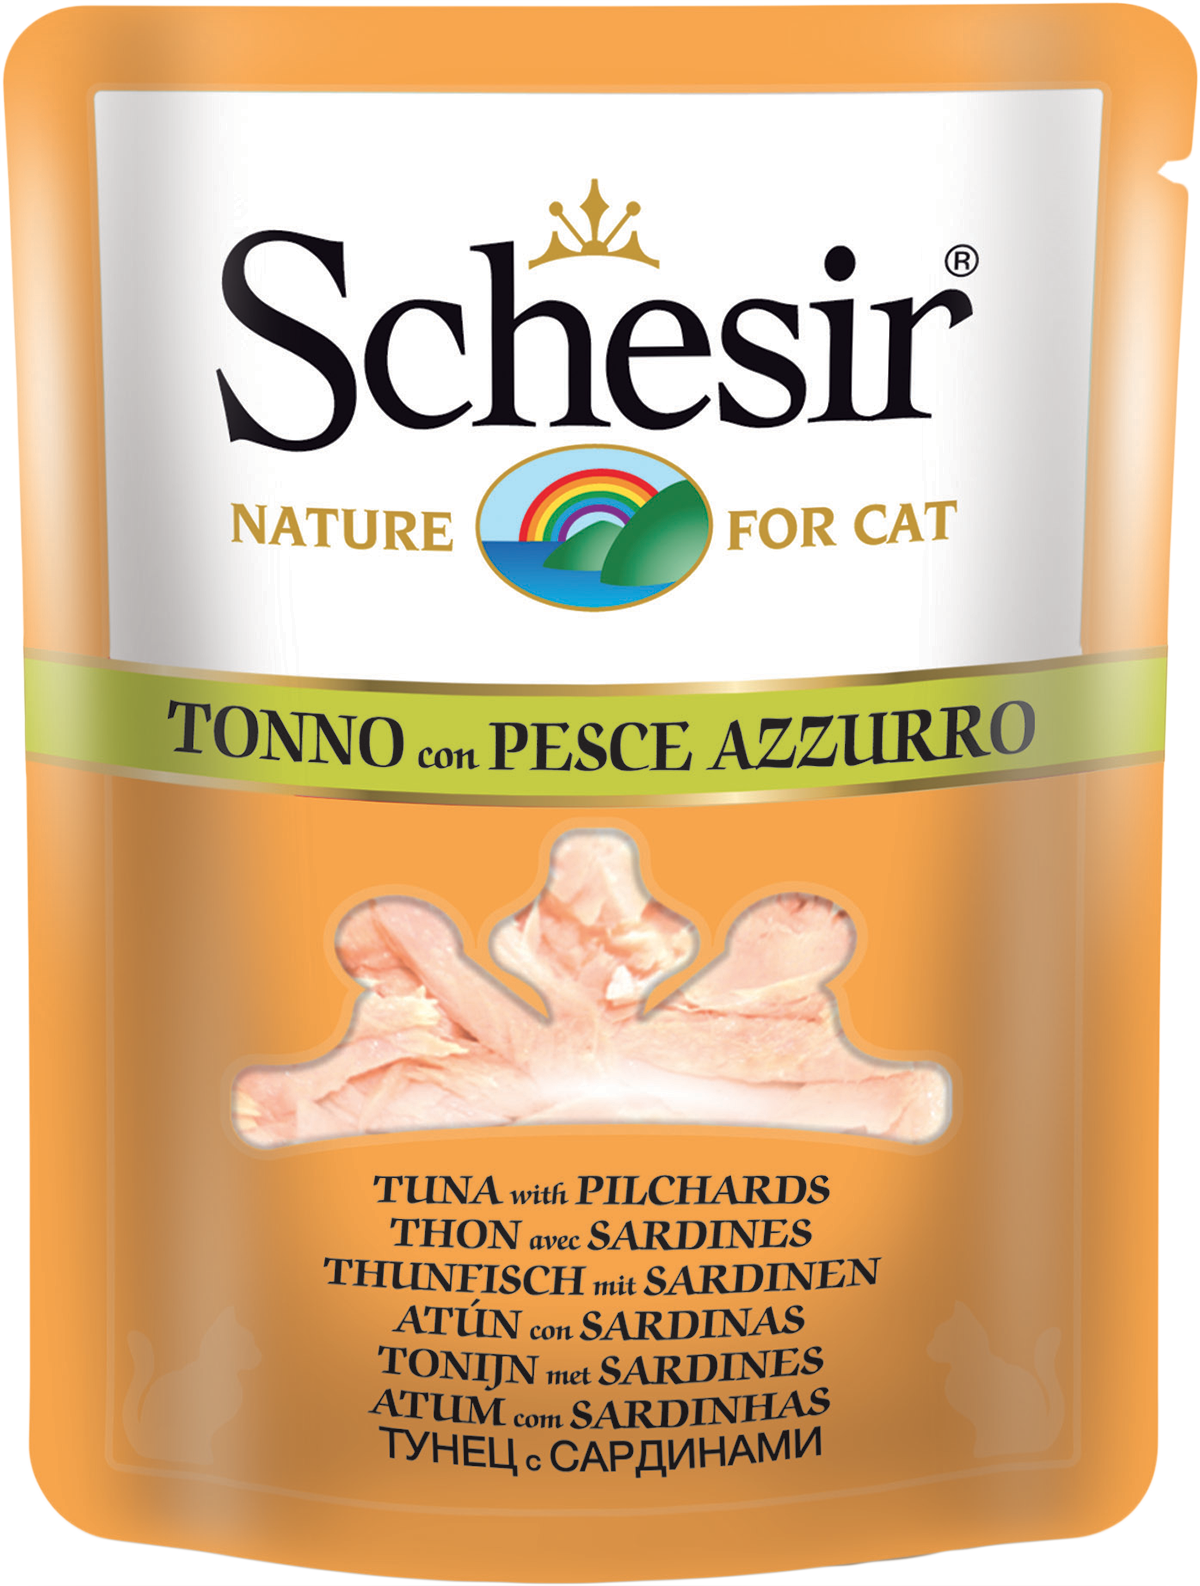 Schesir®
NATURE FOR CAT
TONNO con PESCE AZZURRO
TUNA with PILCHARDS
THON avec SARDINES
THUNFISCH mit SARDINEN
ATÚN con SARDINAS
TONIJN met SARDINES
ATUM com SARDINHAS
ТУНЕЦ с САРДИНАМИ